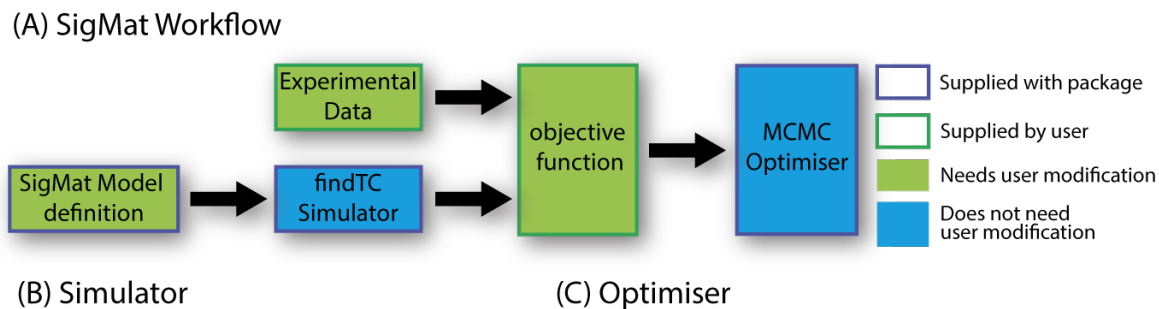 (A) SigMat Workflow
Experimental
Data
SigMat Model
definition
findTC
Simulator
objective
function
MCMC
Optimiser
Supplied with package
Supplied by user
Needs user modification
Does not need
user modification
(B) Simulator
(C) Optimiser